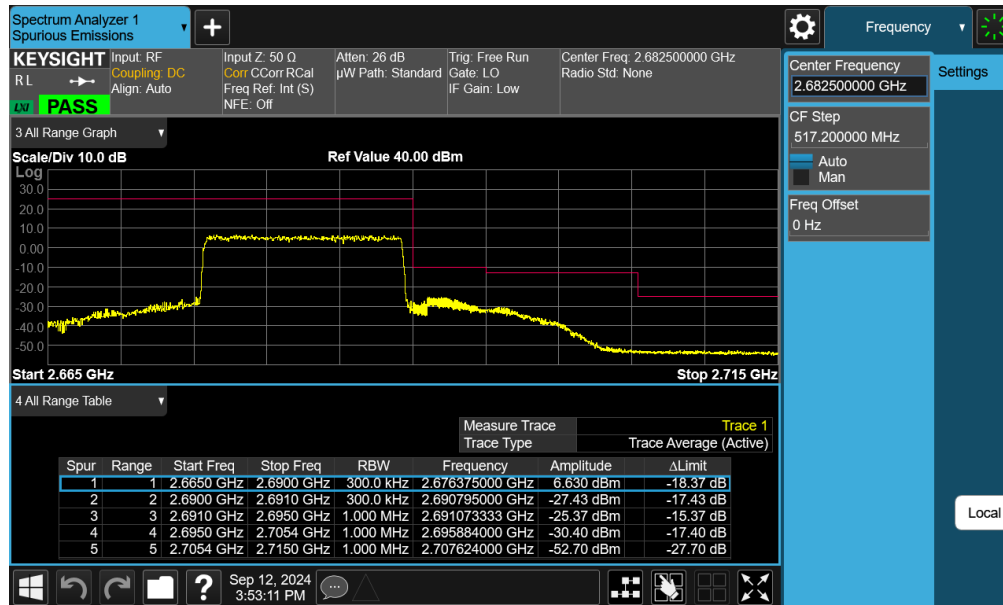 Spectrum Analyzer 1
Spurious Emissions
+
Frequency
KEYSIGHT
R L
LXI
PASS
Input: RF
Coupling: DC
Align: Auto
Input Z: 50 Ω
Corr CCorr RCal
Freq Ref: Int (S)
NFE: Off
Atten: 26 dB
µW Path: Standard
Trig: Free Run
Gate: LO
IF Gain: Low
Center Freq: 2.682500000 GHz
Radio Std: None
Center Frequency
2.682500000 GHz
Settings
CF Step
517.200000 MHz
Auto
Man
Freq Offset
0 Hz
Local
3 All Range Graph
Scale/Div 10.0 dB
Ref Value 40.00 dBm
Log
30.0
20.0
10.0
0.00
-10.0
-20.0
-30.0
-40.0
-50.0
Start 2.665 GHz
Stop 2.715 GHz
4 All Range Table
Measure Trace Trace 1
Trace Type Trace Average (Active)
Spur Range Start Freq Stop Freq RBW Frequency Amplitude ΔLimit
1 1 2.6650 GHz 2.6900 GHz 300.0 kHz 2.676375000 GHz 6.630 dBm -18.37 dB
2 2 2.6900 GHz 2.6910 GHz 300.0 kHz 2.690795000 GHz -27.43 dBm -17.43 dB
3 3 2.6910 GHz 2.6950 GHz 1.000 MHz 2.691073333 GHz -25.37 dBm -15.37 dB
4 4 2.6950 GHz 2.7054 GHz 1.000 MHz 2.695884000 GHz -30.40 dBm -17.40 dB
5 5 2.7054 GHz 2.7150 GHz 1.000 MHz 2.707624000 GHz -52.70 dBm -27.70 dB
?
Sep 12, 2024
3:53:11 PM